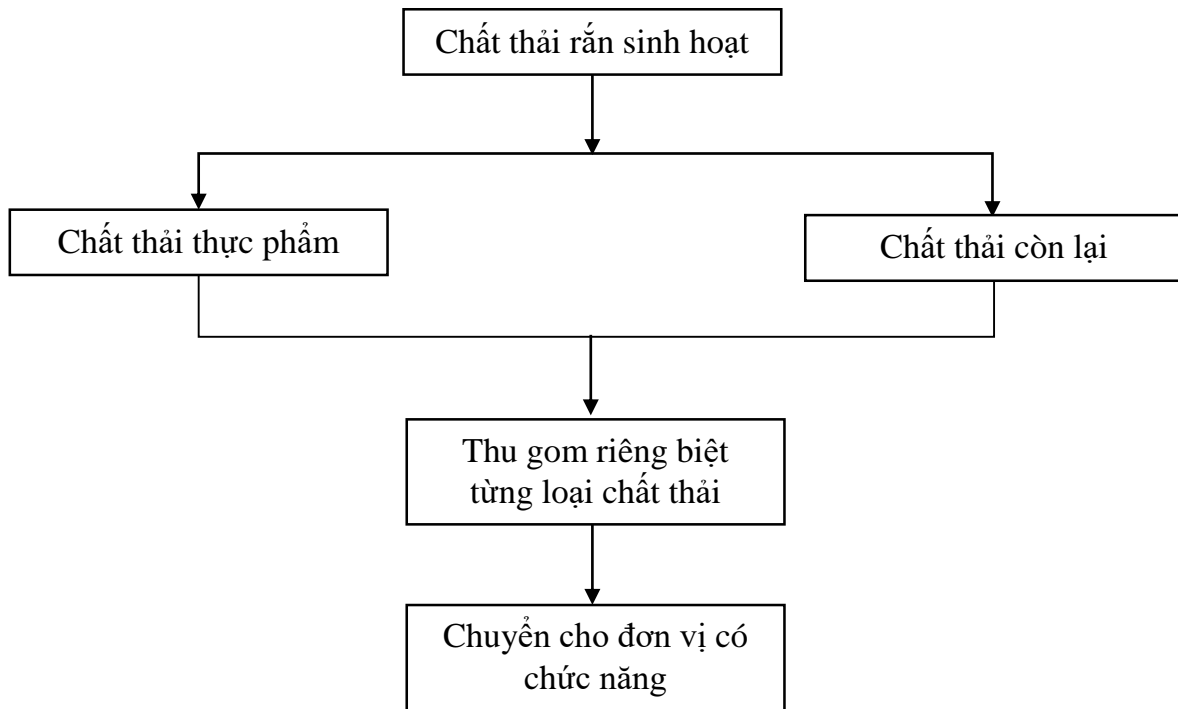 Chất thải rắn sinh hoạt
Chất thải thực phẩm
Chất thải còn lại
Thu gom riêng biệt
từng loại chất thải
Chuyển cho đơn vị có
chức năng